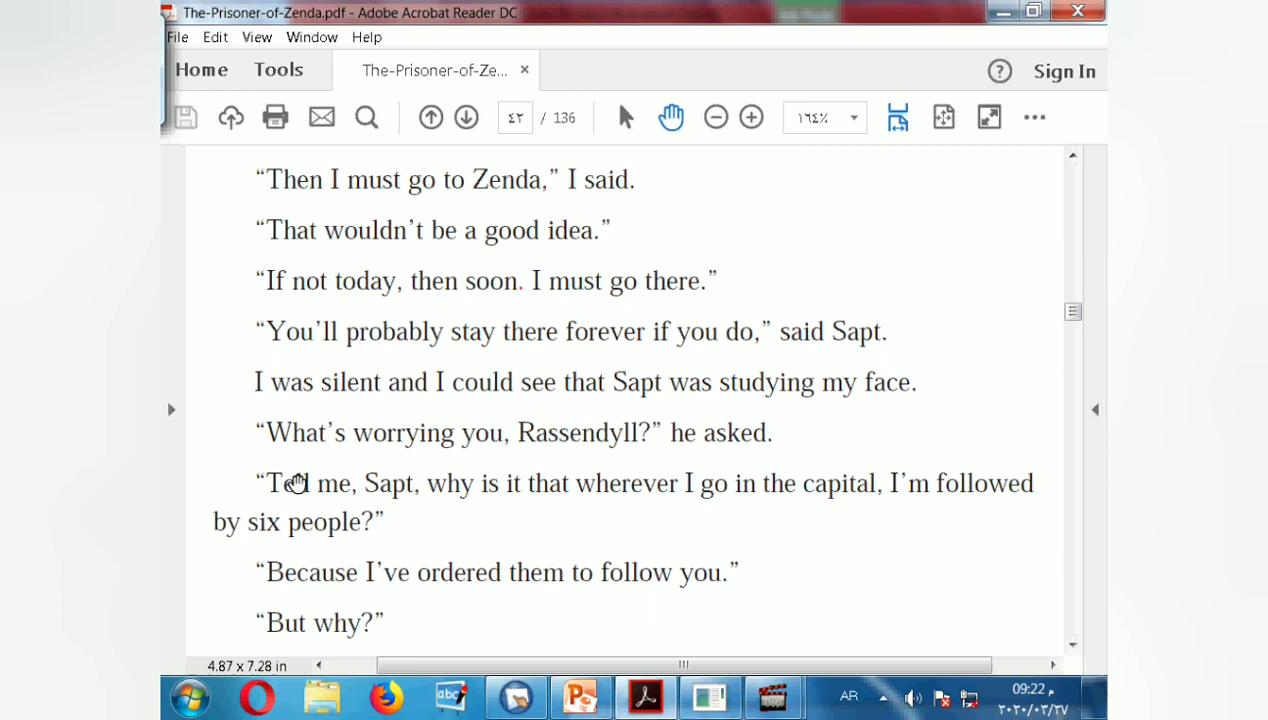 The-Prisoner-of-Zenda.pdf - Adobe Acrobat Reader DC
File Edit View Window Help
Home Tools The-Prisoner-of-Ze... × Sign In
٤٣ / 136 ١٦٤%
“Then I must go to Zenda,” I said.
“That wouldn’t be a good idea.”
“If not today, then soon. I must go there.”
“You’ll probably stay there forever if you do,” said Sapt.
I was silent and I could see that Sapt was studying my face.
“What’s worrying you, Rassendyll?” he asked.
“Tell me, Sapt, why is it that wherever I go in the capital, I’m followed
by six people?”
“Because I’ve ordered them to follow you.”
“But why?”
4.87 x 7.28 in
abc AR 09:22 م
٢٠٢٠/٠٣/٢٧